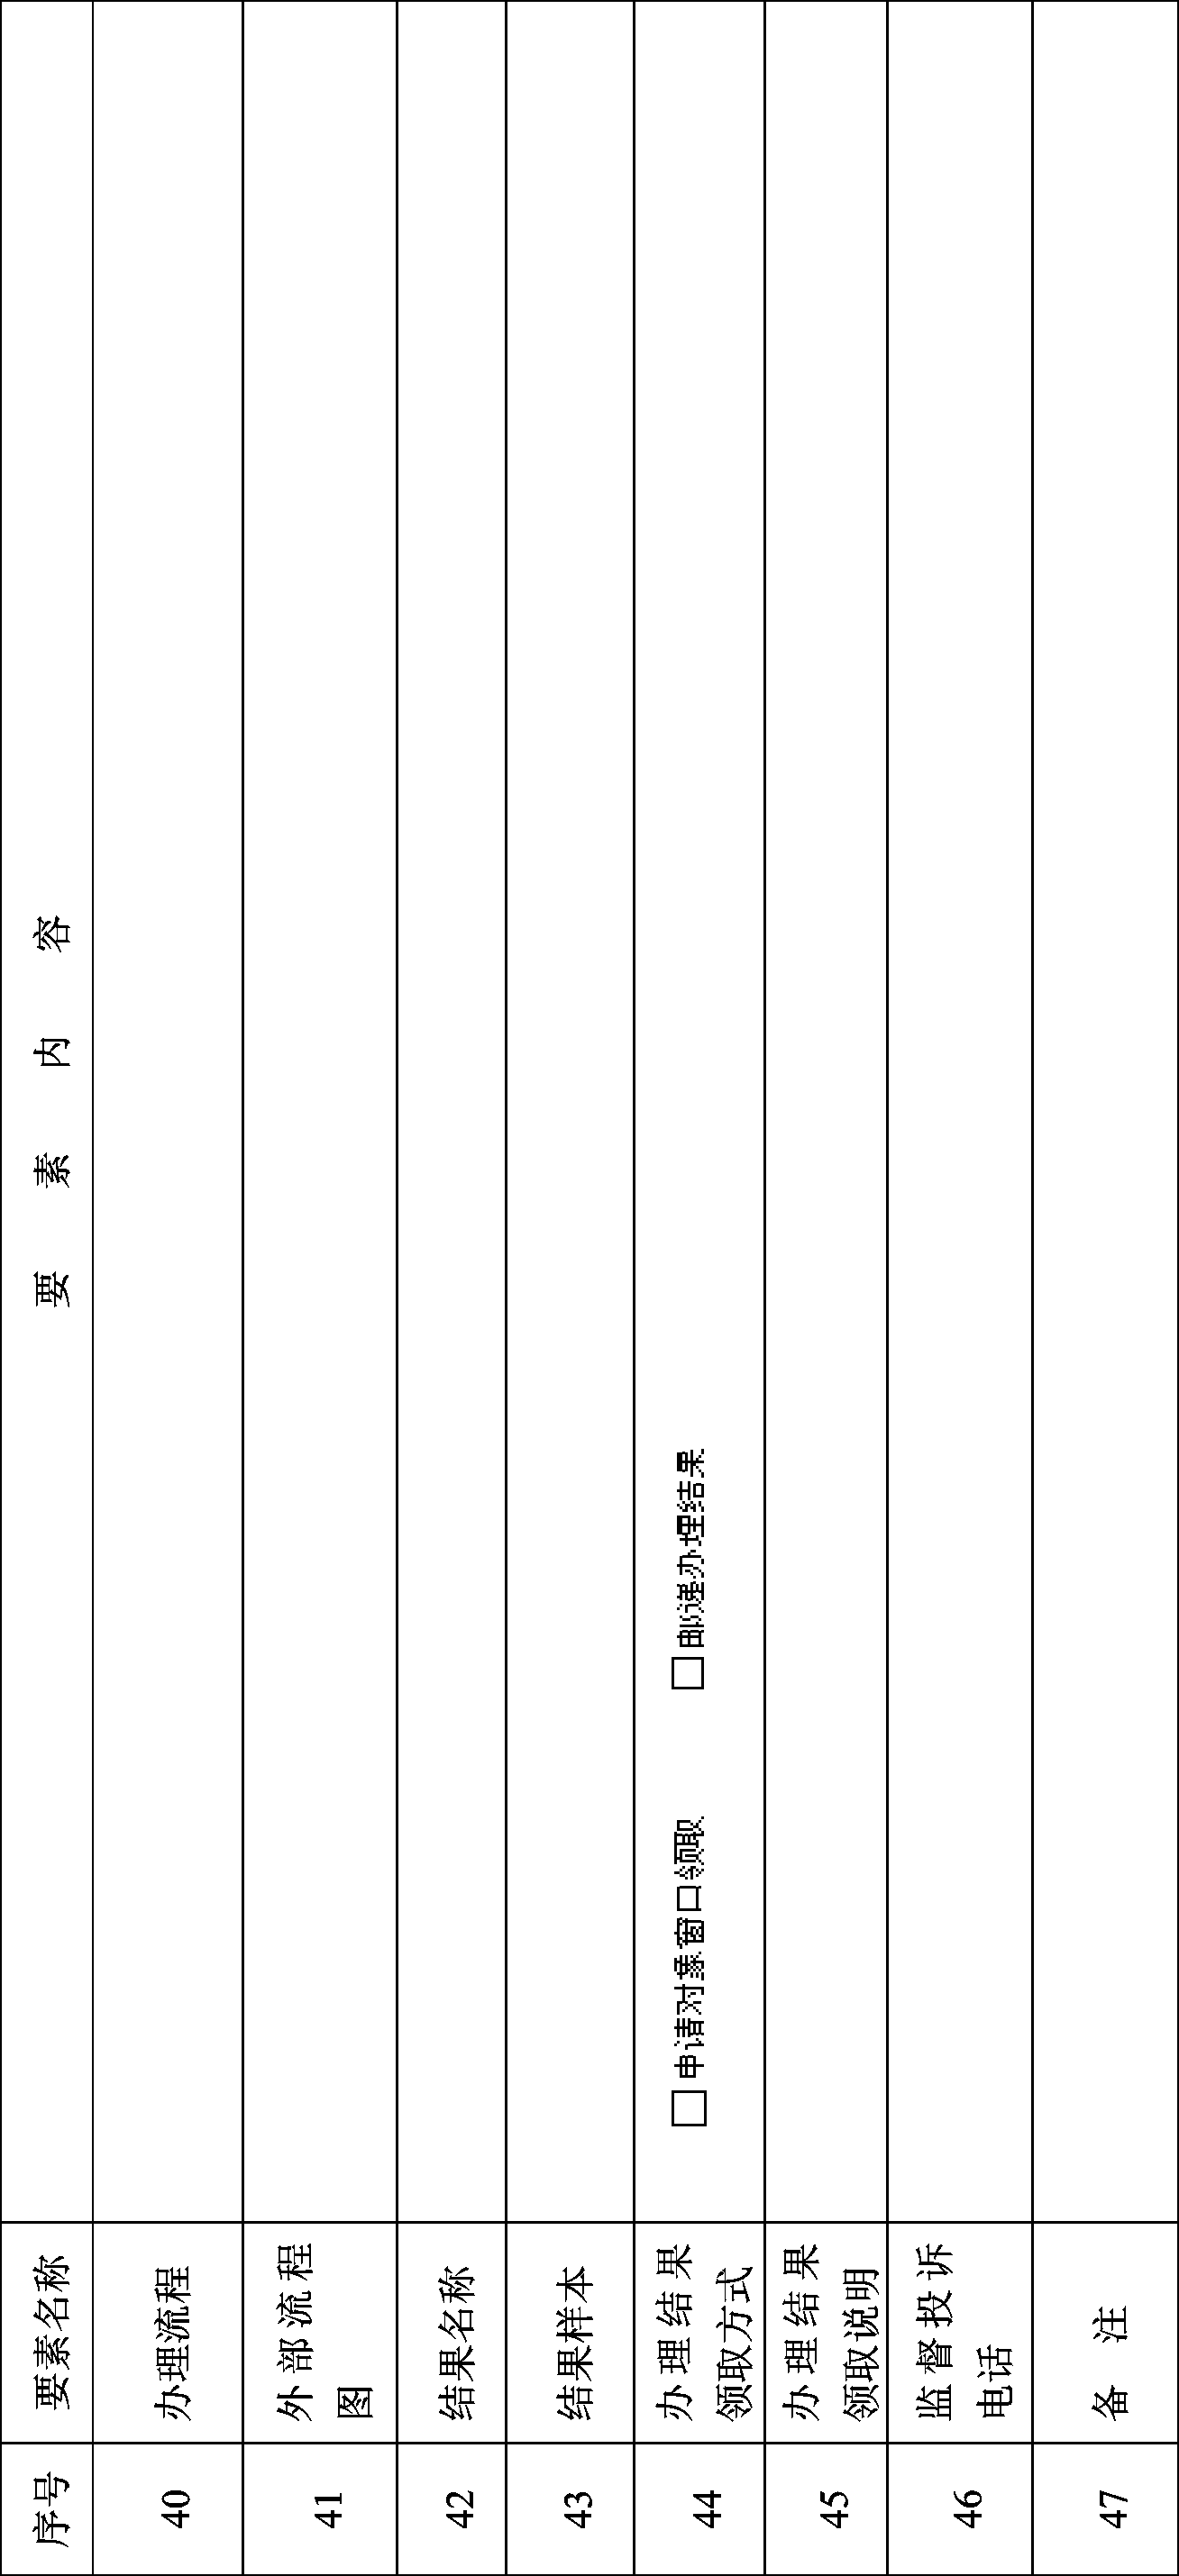 序号 要素名称 要素内容
40 办理流程
41 外部流程
图
42 结果名称
43 结果样本
44 办理结果
领取方式 □申请对象窗口领取 □邮递办理结果
45 办理结果
领取说明
46 监督投诉
电话
47 备注